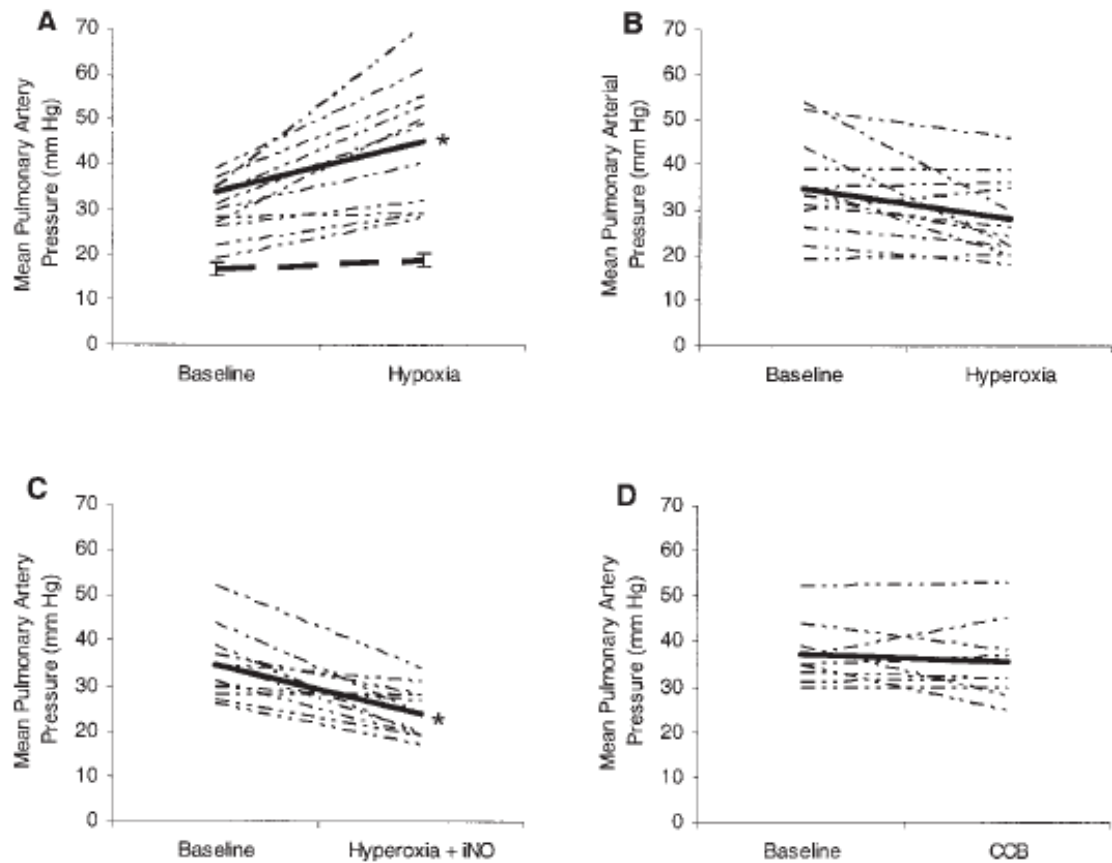 A
Mean Pulmonary Artery
Pressure (mm Hg)
70
60
50
40
30
20
10
0
*
Baseline
Hypoxia
B
Mean Pulmonary Arterial
Pressure (mm Hg)
70
60
50
40
30
20
10
0
Baseline
Hyperoxia
C
Mean Pulmonary Artery
Pressure (mm Hg)
70
60
50
40
30
20
10
0
*
Baseline
Hyperoxia + iNO
D
Mean Pulmonary Artery
Pressure (mm Hg)
70
60
50
40
30
20
10
0
Baseline
CCB